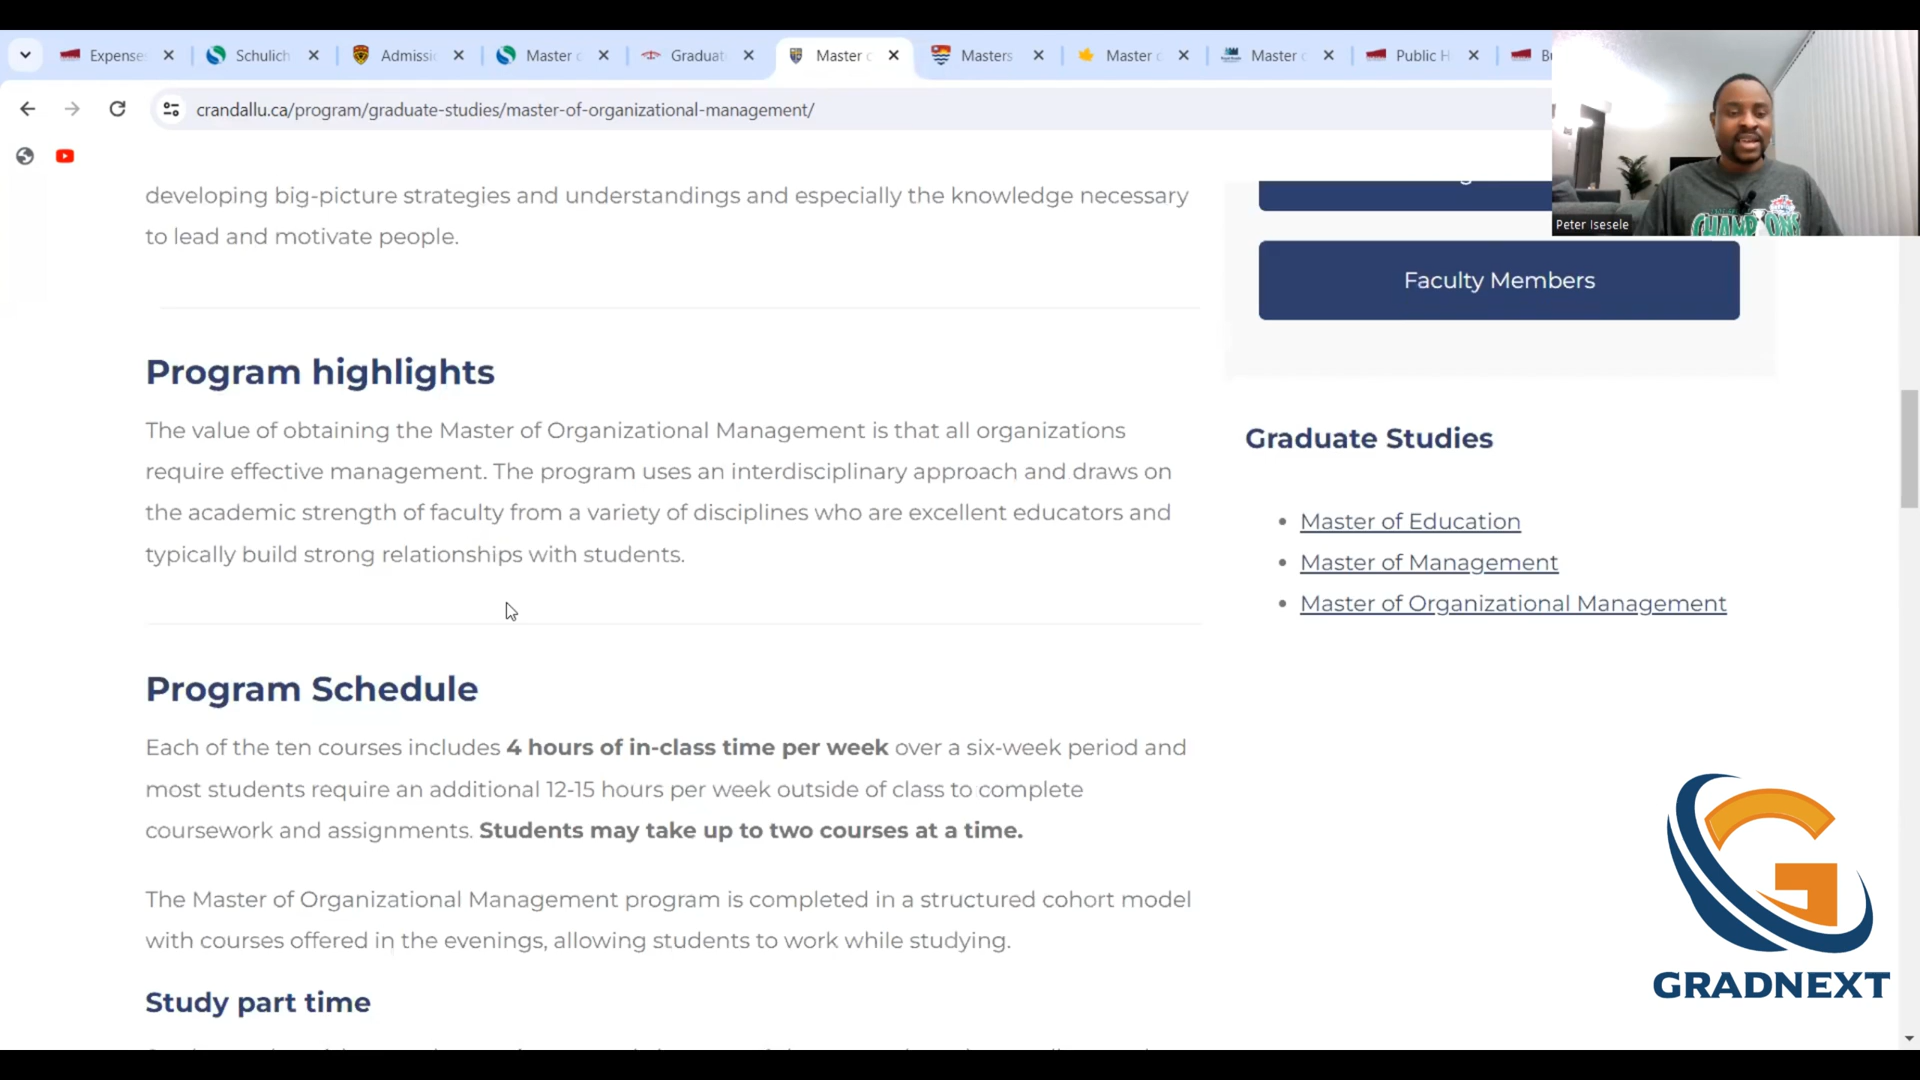 Expense
Schulich
Admissi
Master
Graduat
Master
Masters
Master
Master
Public H
crandallu.ca/program/graduate-studies/master-of-organizational-management/
Peter Isesele
CHAMP ONS
developing big-picture strategies and understandings and especially the knowledge necessary
to lead and motivate people.
Faculty Members
Program highlights
The value of obtaining the Master of Organizational Management is that all organizations
require effective management. The program uses an interdisciplinary approach and draws on
the academic strength of faculty from a variety of disciplines who are excellent educators and
typically build strong relationships with students.
Graduate Studies
Master of Education
Master of Management
Master of Organizational Management
Program Schedule
Each of the ten courses includes 4 hours of in-class time per week over a six-week period and
most students require an additional 12-15 hours per week outside of class to complete
coursework and assignments. Students may take up to two courses at a time.
The Master of Organizational Management program is completed in a structured cohort model
with courses offered in the evenings, allowing students to work while studying.
Study part time
GRADNEXT